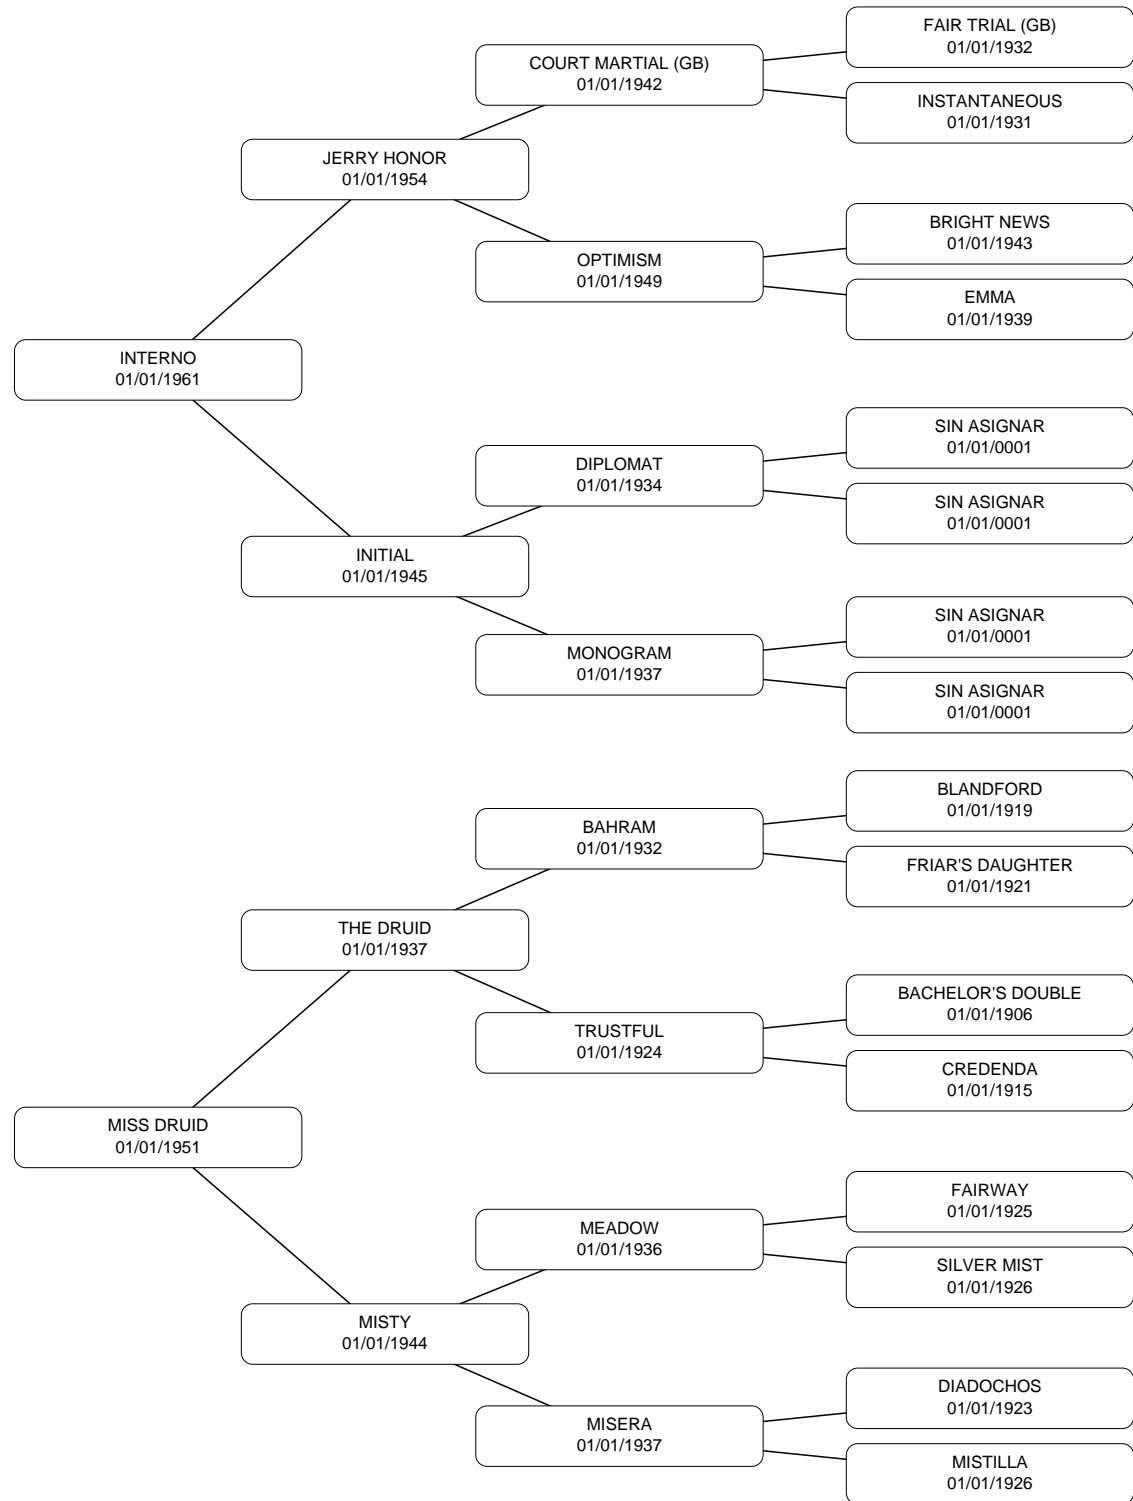 FAIR TRIAL (GB)
01/01/1932
COURT MARTIAL (GB)
01/01/1942
INSTANTANEOUS
01/01/1931
JERRY HONOR
01/01/1954
BRIGHT NEWS
01/01/1943
OPTIMISM
01/01/1949
EMMA
01/01/1939
INTERNO
01/01/1961
SIN ASIGNAR
01/01/0001
DIPLOMAT
01/01/1934
SIN ASIGNAR
01/01/0001
INITIAL
01/01/1945
SIN ASIGNAR
01/01/0001
MONOGRAM
01/01/1937
SIN ASIGNAR
01/01/0001
BLANDFORD
01/01/1919
BAHRAM
01/01/1932
FRIAR'S DAUGHTER
01/01/1921
THE DRUID
01/01/1937
BACHELOR'S DOUBLE
01/01/1906
TRUSTFUL
01/01/1924
CREDENDA
01/01/1915
MISS DRUID
01/01/1951
FAIRWAY
01/01/1925
MEADOW
01/01/1936
SILVER MIST
01/01/1926
MISTY
01/01/1944
DIADOCHOS
01/01/1923
MISERA
01/01/1937
MISTILLA
01/01/1926